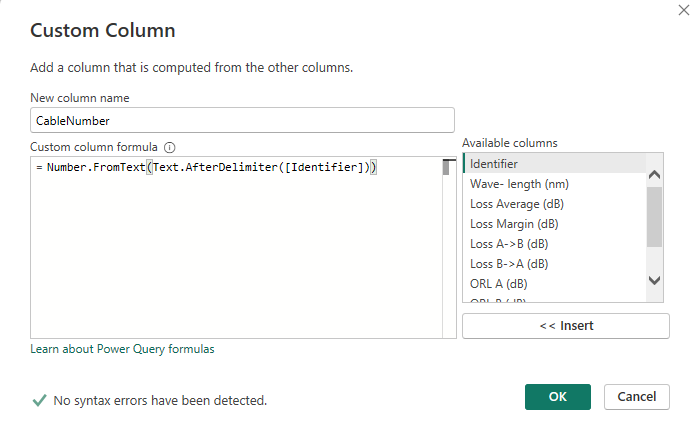 Custom Column
Add a column that is computed from the other columns.
New column name
CableNumber
Custom column formula
= Number.FromText(Text.AfterDelimiter([Identifier]))
Available columns
Identifier
Wave- length (nm)
Loss Average (dB)
Loss Margin (dB)
Loss A->B (dB)
Loss B->A (dB)
ORL A (dB)
ORL B (dB)
<< Insert
Learn about Power Query formulas
No syntax errors have been detected.
OK
Cancel